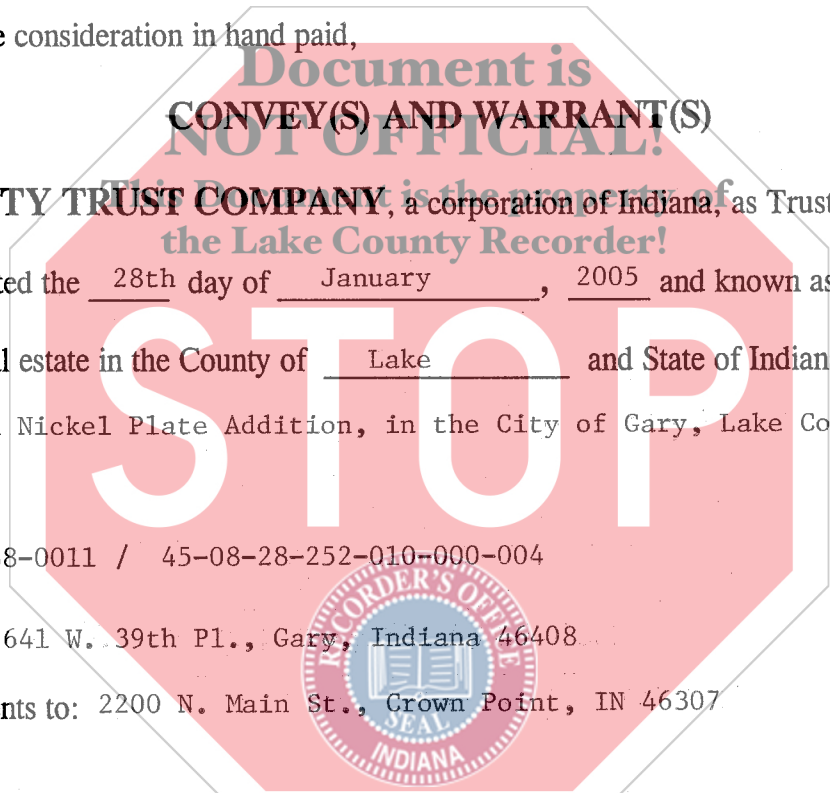 e consideration in hand paid,
Document is
CONVEY(S) AND WARRANT(S)
NOT OFFICIAL!
TY TRUST COMPANY, a corporation of Indiana, as Trust
This Document is the property of
the Lake County Recorder!
ted the 28th day of January, 2005 and known as
STOP
l estate in the County of Lake and State of Indian
Nickel Plate Addition, in the City of Gary, Lake Co
8-0011 / 45-08-28-252-010-000-004
RECORDER'S OFFICE
641 W. 39th Pl., Gary, Indiana 46408
nts to: 2200 N. Main St., Crown Point, IN 46307
SEAL
INDIANA